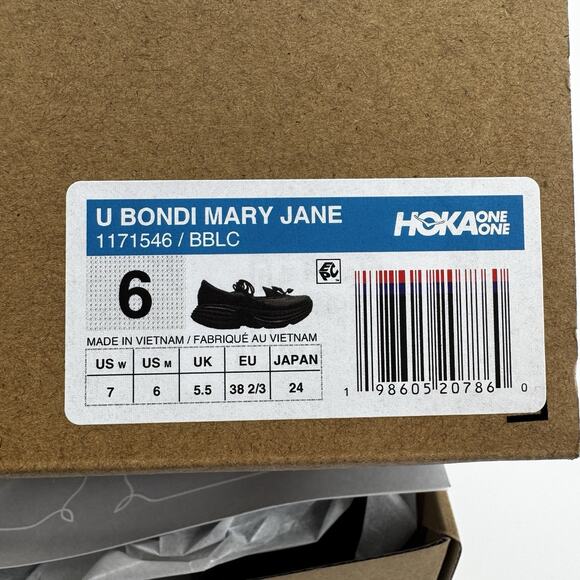 U BONDI MARY JANE
1171546 / BBLC
HOKA ONE ONE
6
MADE IN VIETNAM / FABRIQUÉ AU VIETNAM
US W US M UK EU JAPAN
7 6 5.5 38 2/3 24
1 98605 20786 0